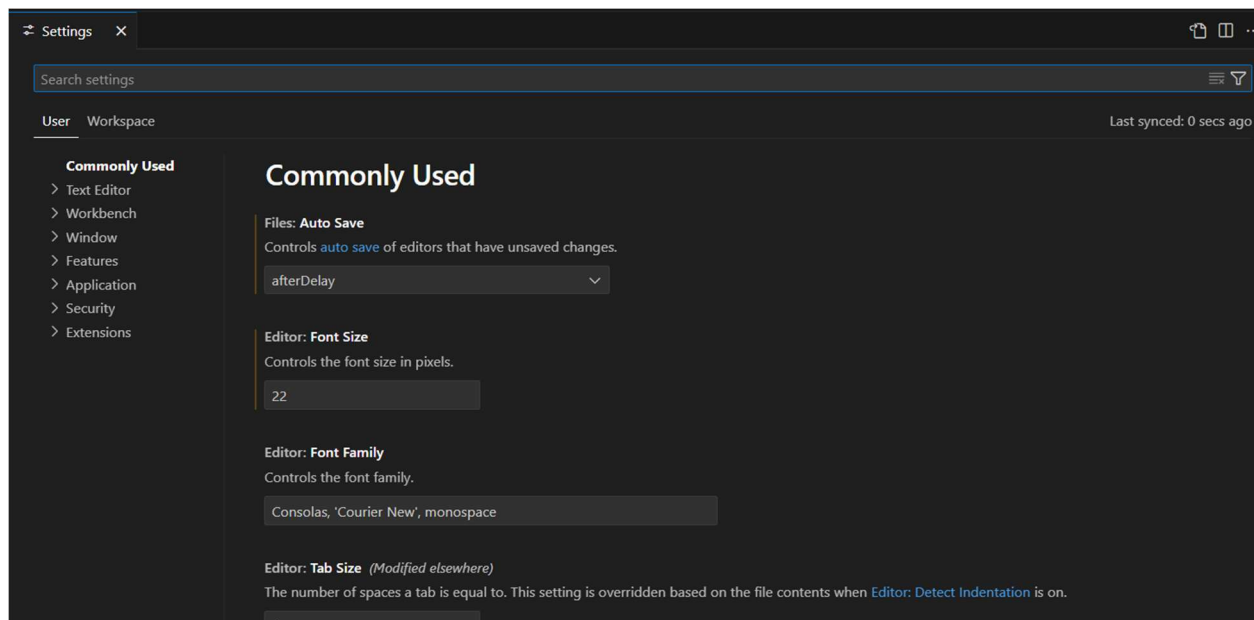 Settings
Search settings
User Workspace Last synced: 0 secs ago
Commonly Used
Text Editor
Workbench
Window
Features
Application
Security
Extensions
Commonly Used
Files: Auto Save
Controls auto save of editors that have unsaved changes.
afterDelay
Editor: Font Size
Controls the font size in pixels.
22
Editor: Font Family
Controls the font family.
Consolas, 'Courier New', monospace
Editor: Tab Size (Modified elsewhere)
The number of spaces a tab is equal to. This setting is overridden based on the file contents when Editor: Detect Indentation is on.